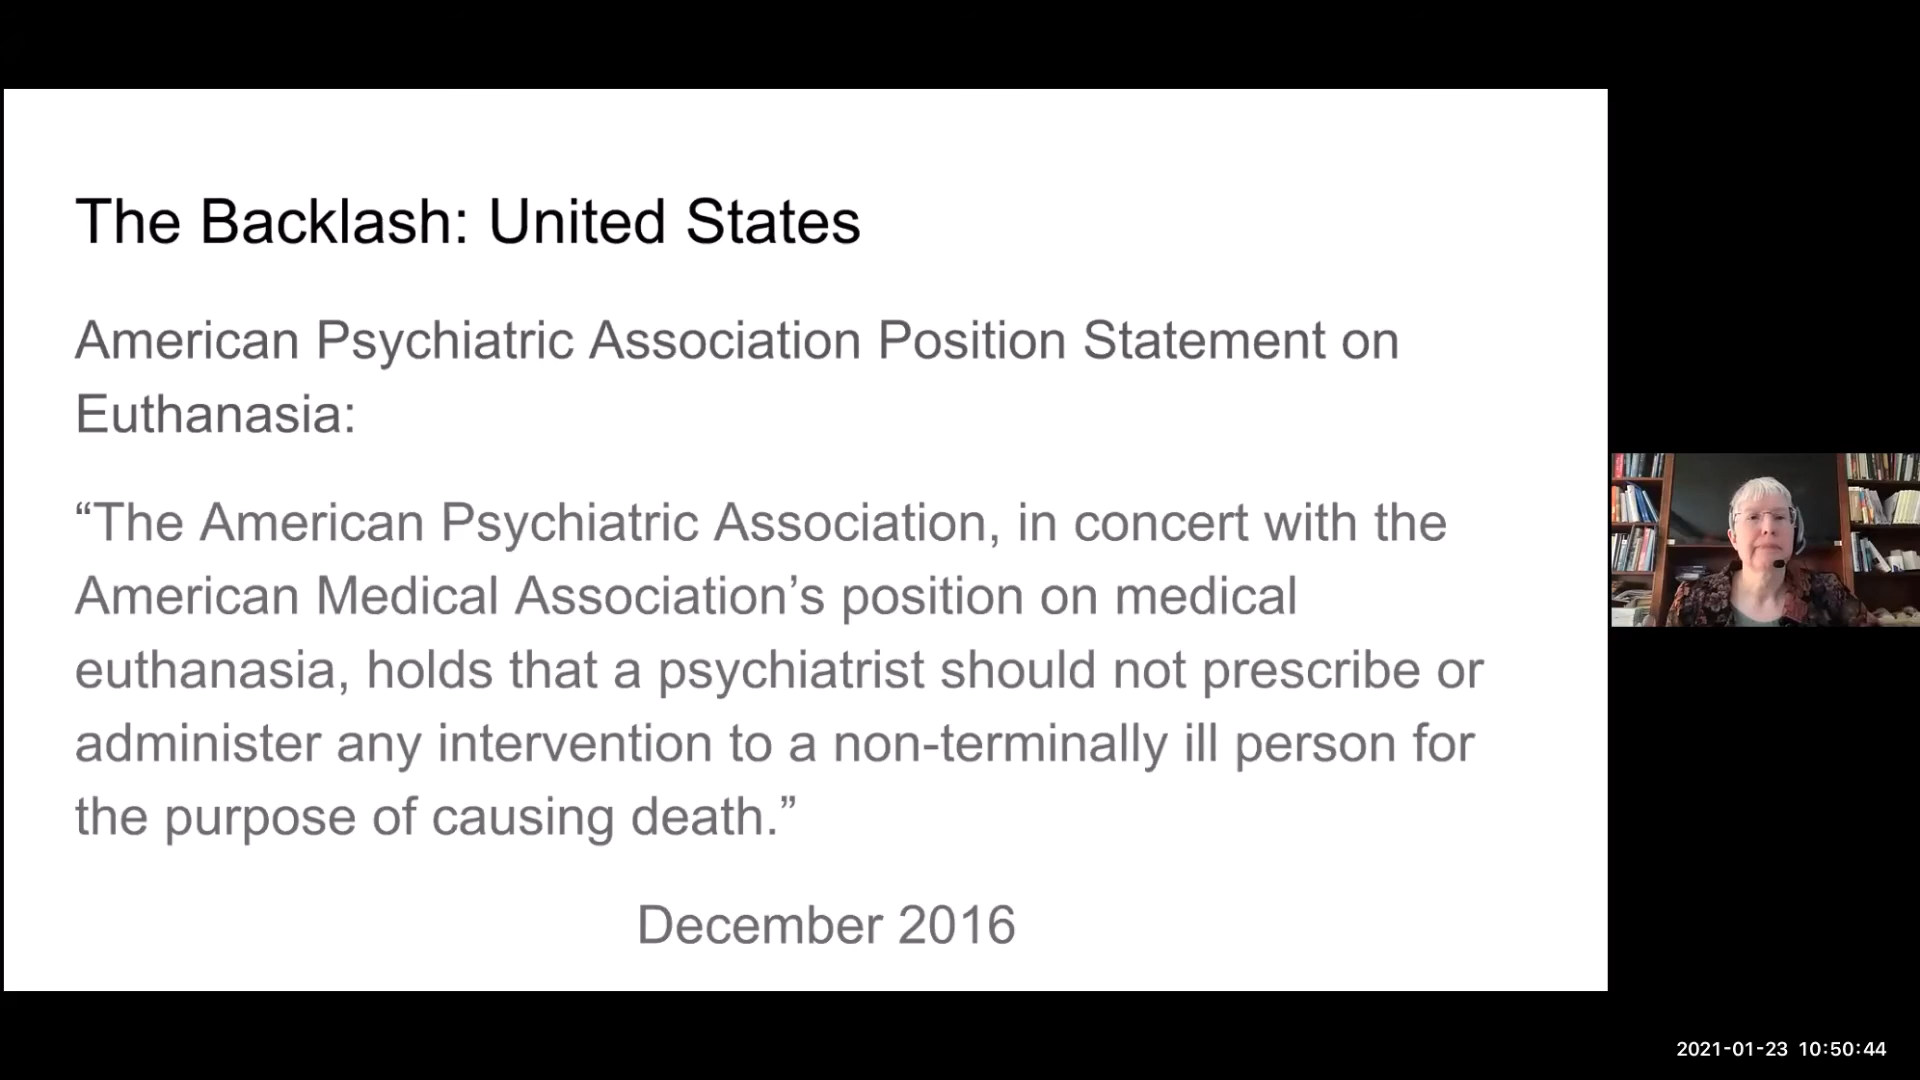 The Backlash: United States
American Psychiatric Association Position Statement on
Euthanasia:
“The American Psychiatric Association, in concert with the
American Medical Association’s position on medical
euthanasia, holds that a psychiatrist should not prescribe or
administer any intervention to a non-terminally ill person for
the purpose of causing death.”
December 2016
2021-01-23 10:50:44